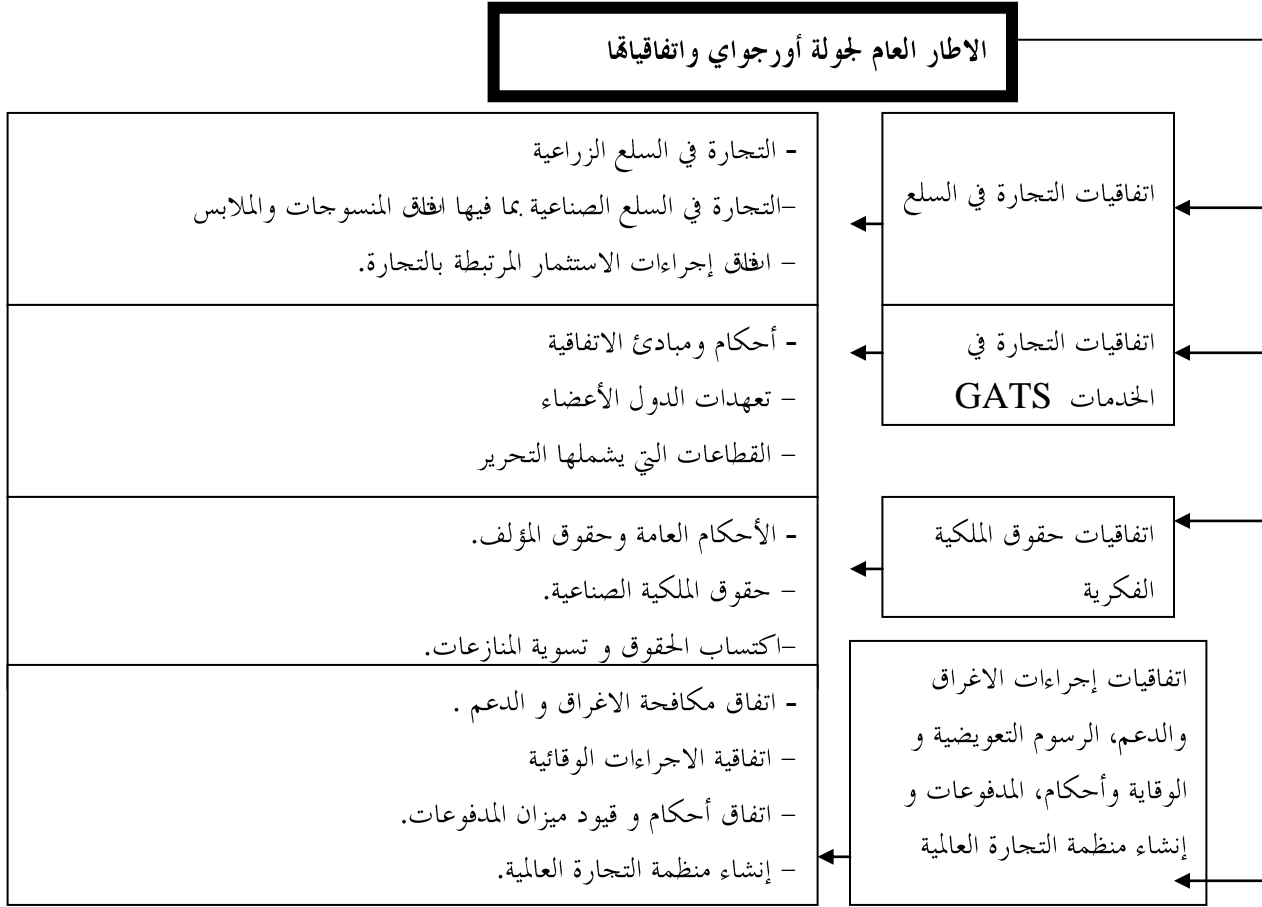 الاطار العام لجولة أورجواي واتفاقياتها
اتفاقيات التجارة في السلع
- التجارة في السلع الزراعية
-التجارة في السلع الصناعية بما فيها اتفاق المنسوجات والملابس
- اتفاق إجراءات الاستثمار المرتبطة بالتجارة.
اتفاقيات التجارة في
الخدمات GATS
- أحكام ومبادئ الاتفاقية
- تعهدات الدول الأعضاء
- القطاعات التي يشملها التحرير
اتفاقيات حقوق الملكية
الفكرية
- الأحكام العامة وحقوق المؤلف.
- حقوق الملكية الصناعية.
-اكتساب الحقوق و تسوية المنازعات.
اتفاقيات إجراءات الاغراق
والدعم، الرسوم التعويضية و
الوقاية وأحكام، المدفوعات و
إنشاء منظمة التجارة العالمية
- اتفاق مكافحة الاغراق و الدعم .
- اتفاقية الاجراءات الوقائية
- اتفاق أحكام و قيود ميزان المدفوعات.
- إنشاء منظمة التجارة العالمية.